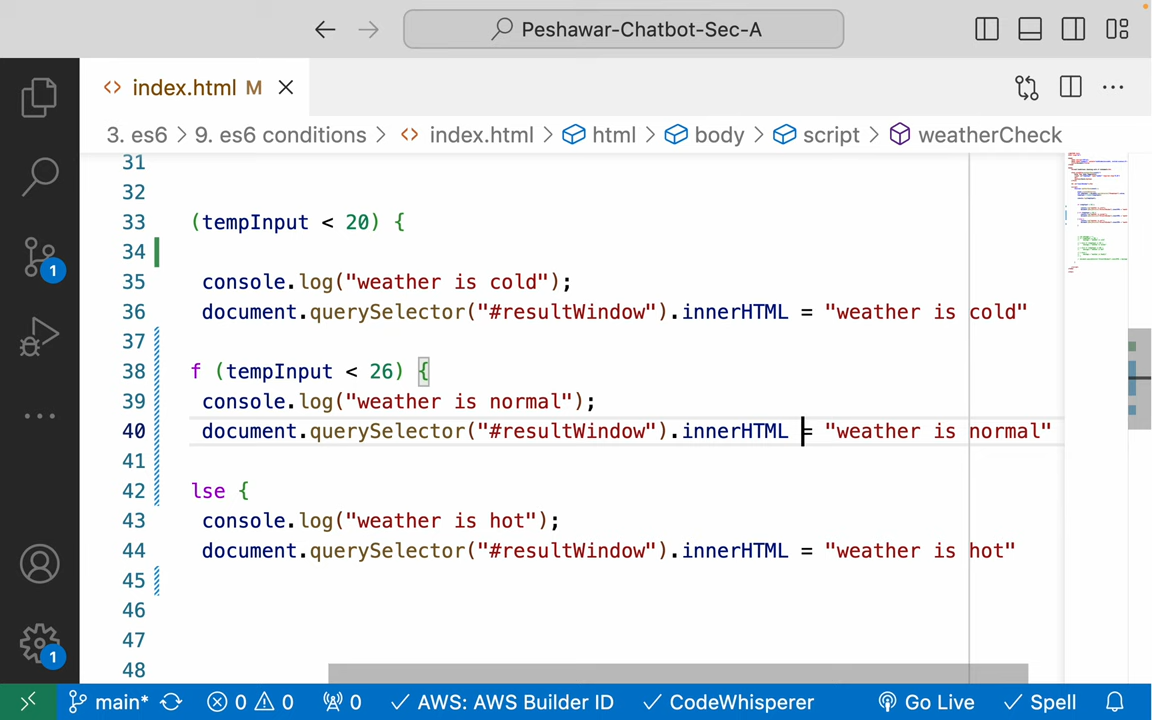 Peshawar-Chatbot-Sec-A
<> index.html M
3. es6 > 9. es6 conditions > <> index.html > html > body > script > weatherCheck
31
32
33 (tempInput < 20) {
34
35 console.log("weather is cold");
36 document.querySelector("#resultWindow").innerHTML = "weather is cold"
37
38 f (tempInput < 26) {
39 console.log("weather is normal");
40 document.querySelector("#resultWindow").innerHTML = "weather is normal"
41
42 lse {
43 console.log("weather is hot");
44 document.querySelector("#resultWindow").innerHTML = "weather is hot"
45
46
47
48
1
1
main* 0 0 0 AWS: AWS Builder ID CodeWhisperer Go Live Spell